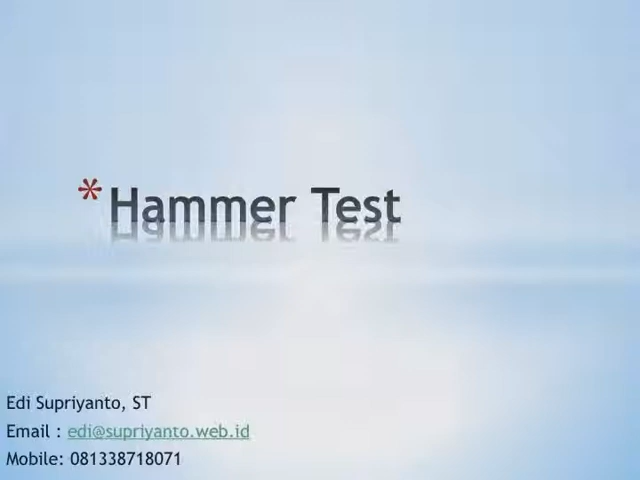 * Hammer Test
Edi Supriyanto, ST
Email : edi@supriyanto.web.id
Mobile: 081338718071